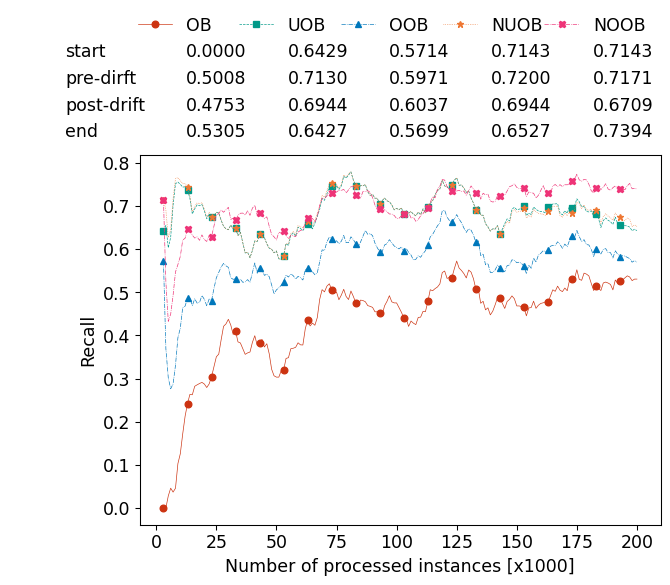 OB UOB OOB NUOB NOOB
start 0.0000 0.6429 0.5714 0.7143 0.7143
pre-dirft 0.5008 0.7130 0.5971 0.7200 0.7171
post-drift 0.4753 0.6944 0.6037 0.6944 0.6709
end 0.5305 0.6427 0.5699 0.6527 0.7394
0.8
0.7
0.6
0.5
0.4
0.3
0.2
0.1
0.0
Recall
0 25 50 75 100 125 150 175 200
Number of processed instances [x1000]